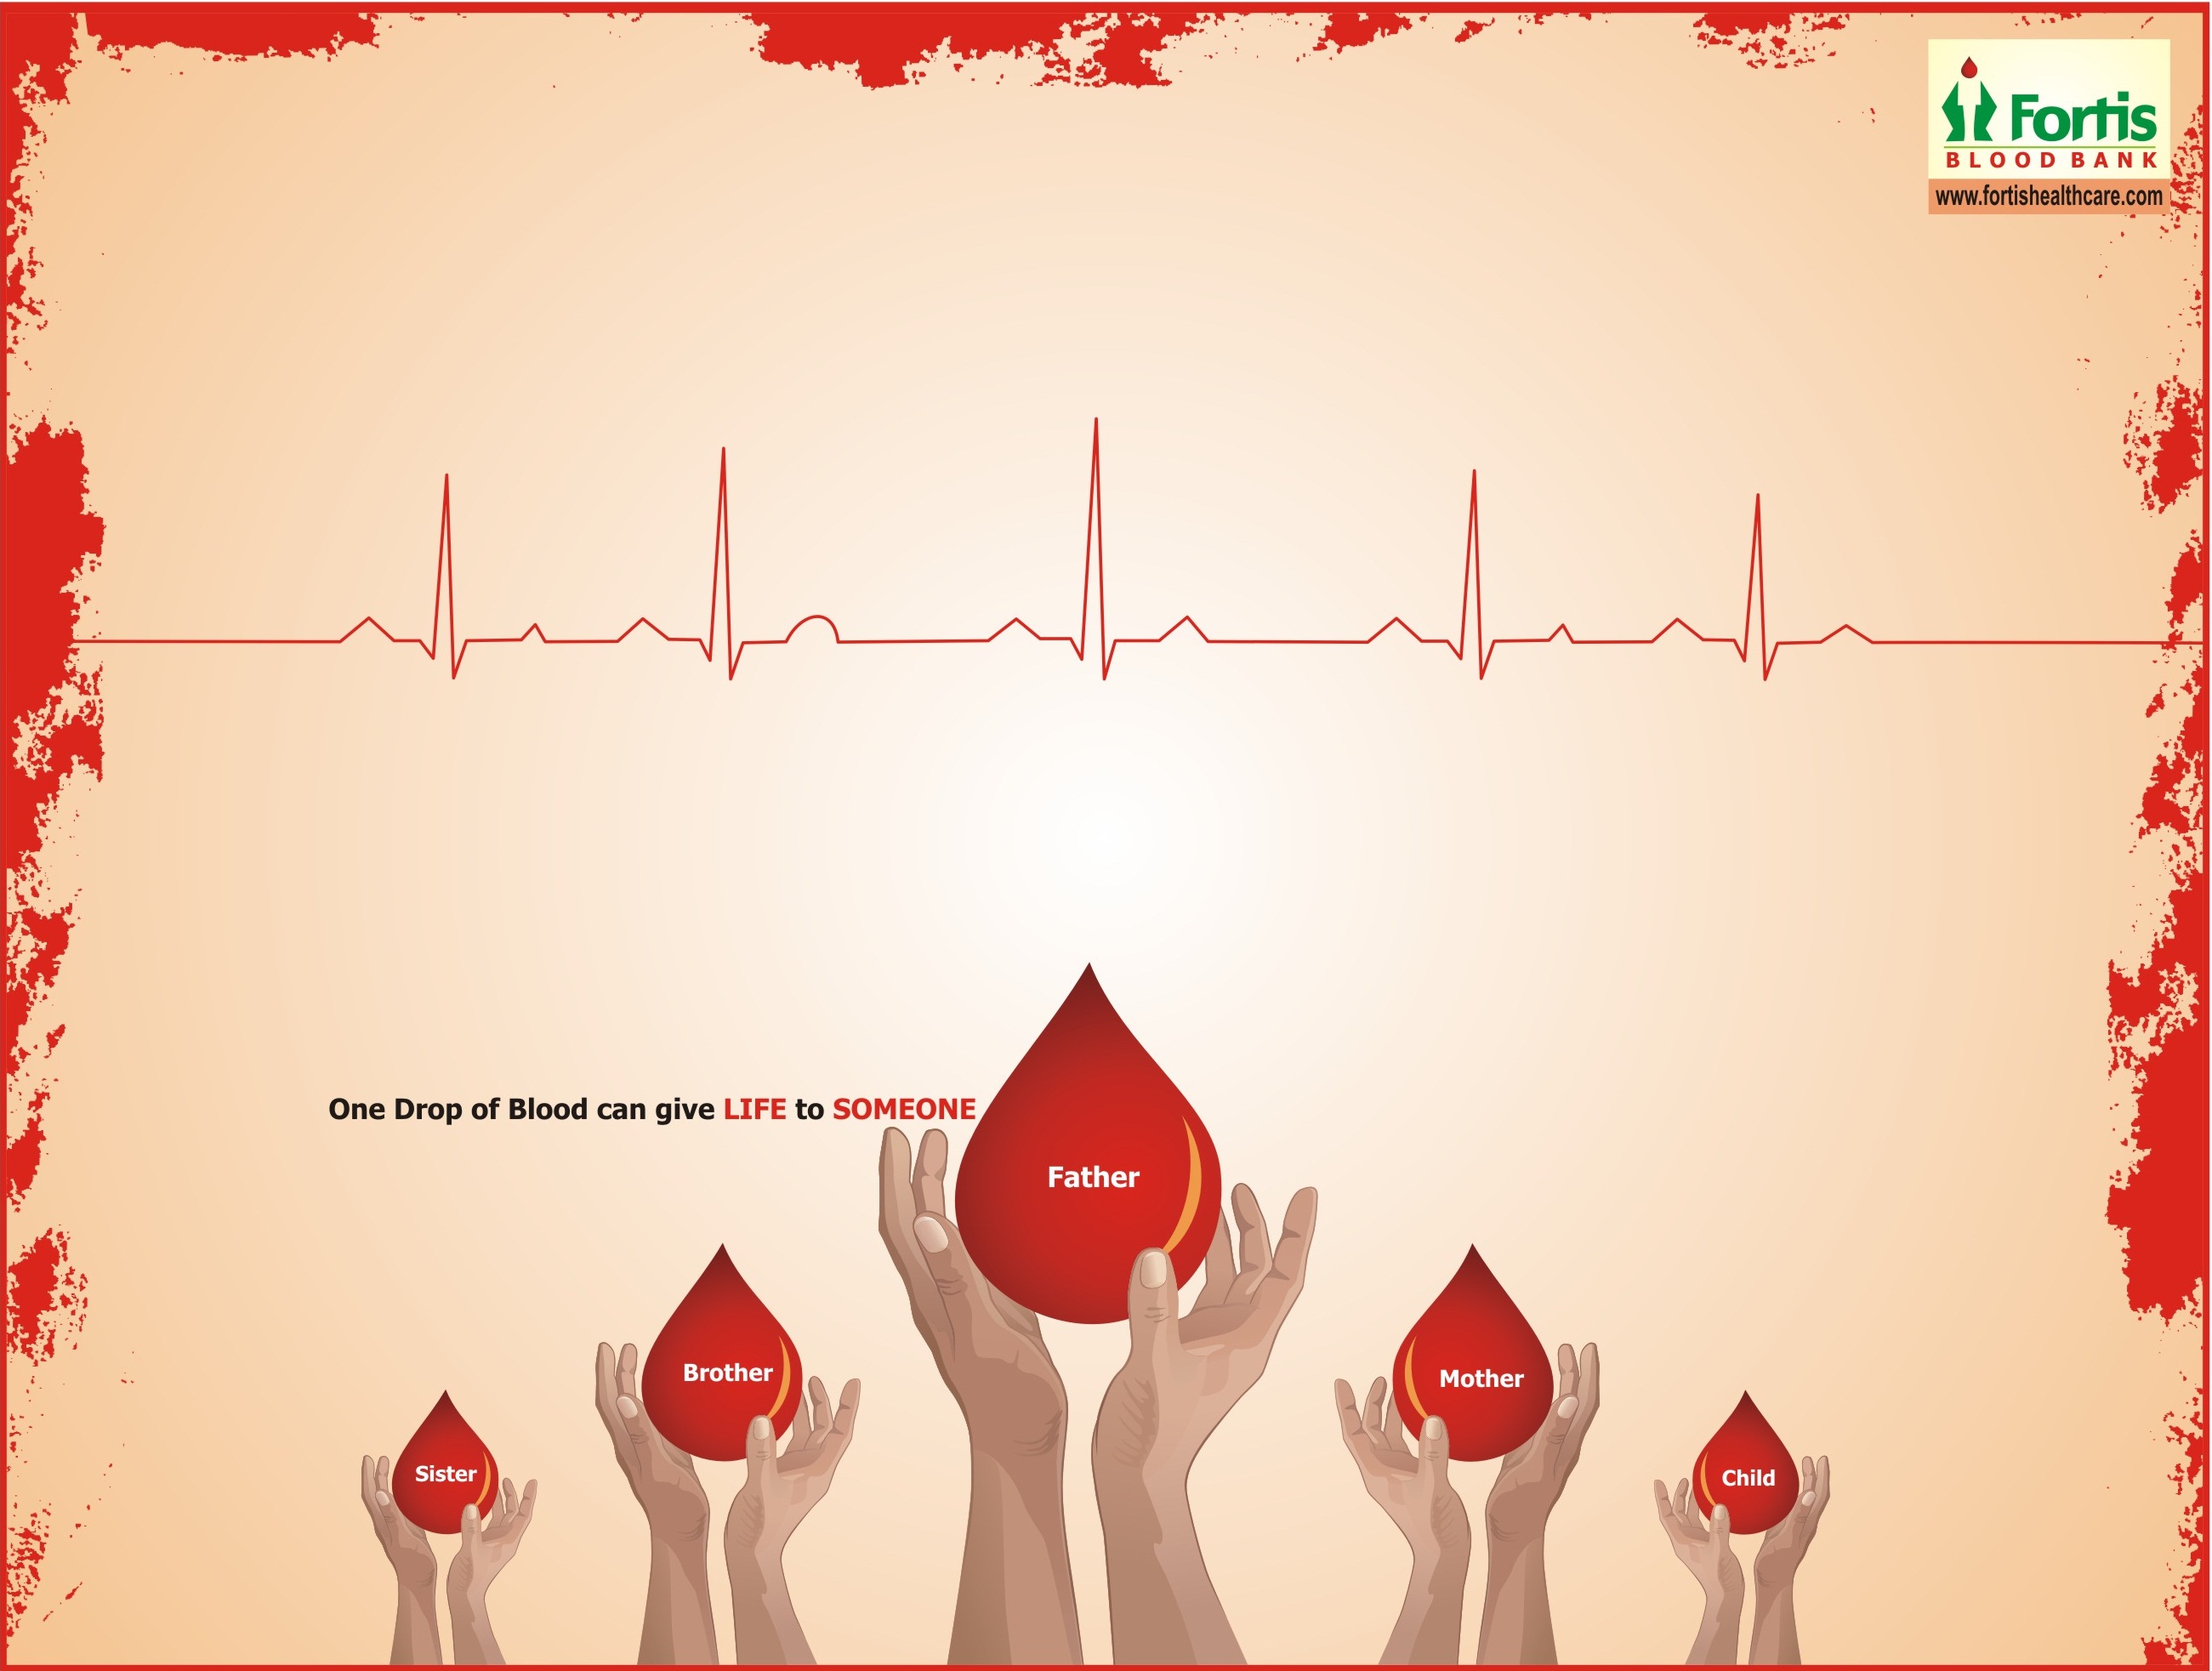 Fortis
BLOOD BANK
www.fortishealthcare.com
One Drop of Blood can give LIFE to SOMEONE
Father
Brother
Mother
Sister
Child